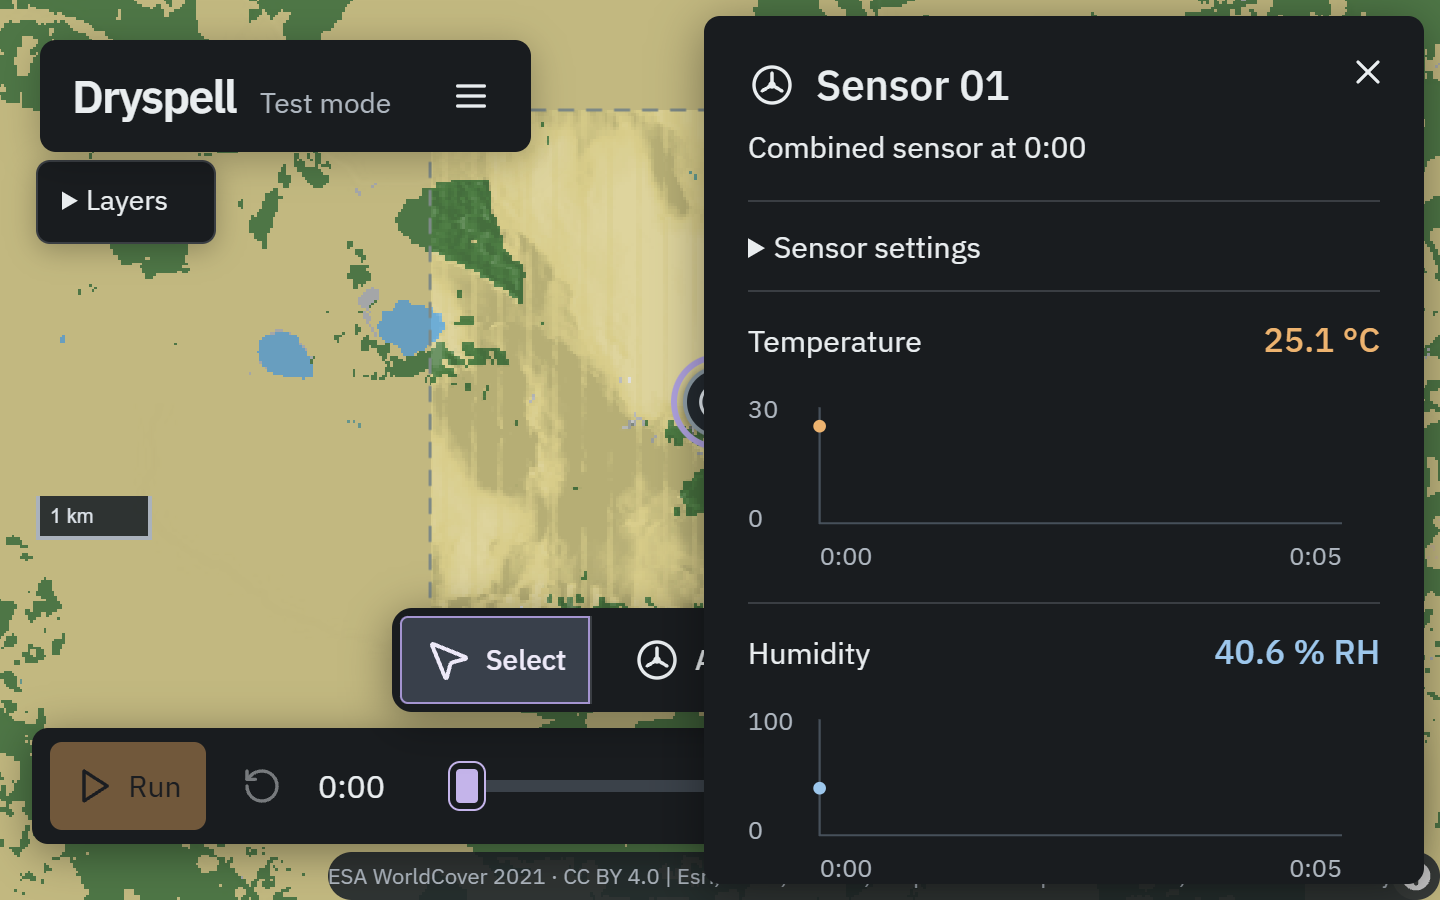 Dryspell Test mode
Layers
1 km
Select
Run
0:00
ESA WorldCover 2021 · CC BY 4.0 | Esri,
Sensor 01
Combined sensor at 0:00
Sensor settings
Temperature 25.1 °C
30
0
0:00 0:05
Humidity 40.6 % RH
100
0
0:00 0:05